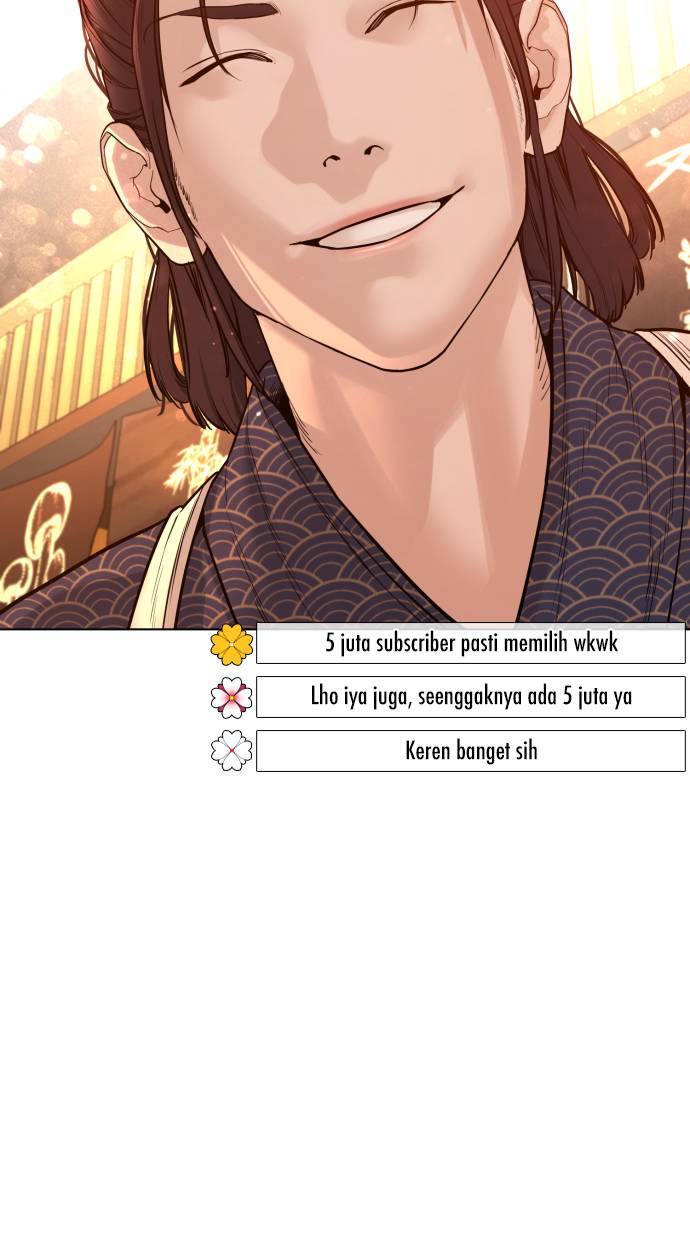 5 juta subscriber pasti memilih wkwk
Lho iya juga, seenggaknya ada 5 juta ya
Keren banget sih